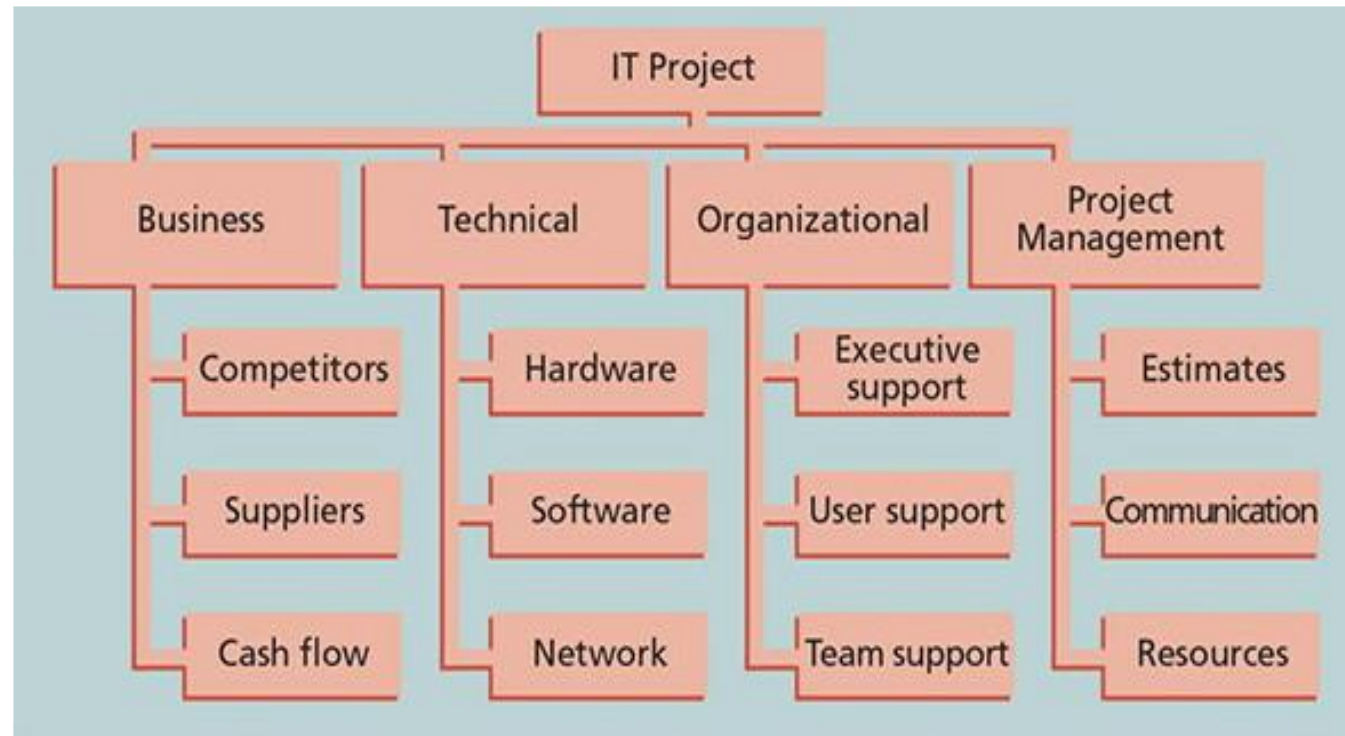 IT Project
Business
Technical
Organizational
Project
Management
Competitors
Hardware
Executive
support
Estimates
Suppliers
Software
User support
Communication
Cash flow
Network
Team support
Resources